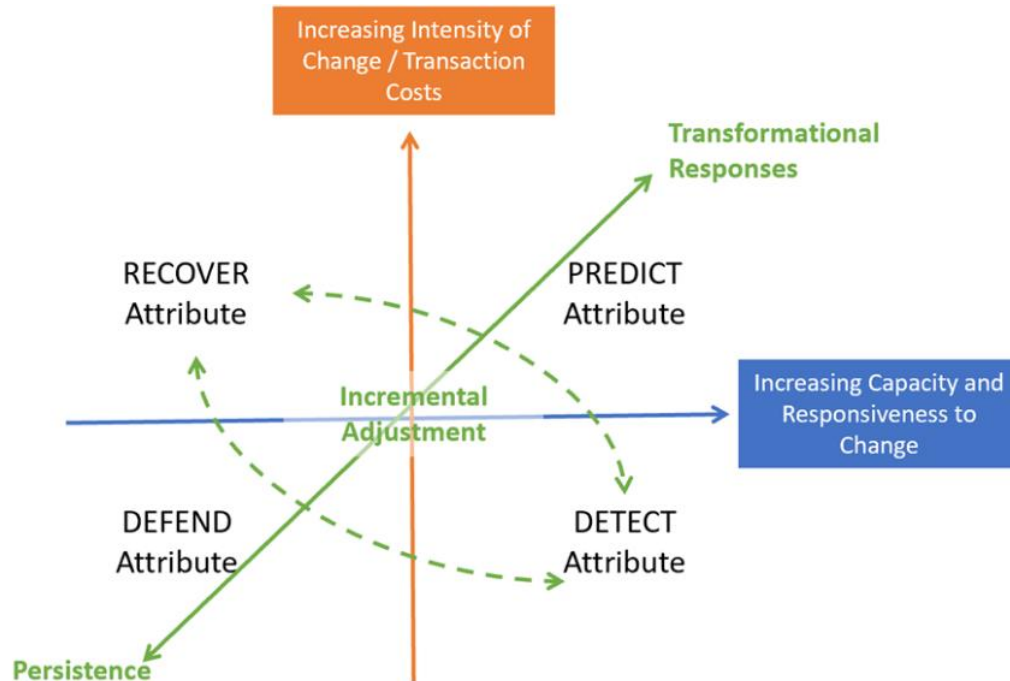 Increasing Intensity of
Change / Transaction
Costs
Transformational
Responses
RECOVER
Attribute
PREDICT
Attribute
Incremental
Adjustment
Increasing Capacity and
Responsiveness to
Change
DEFEND
Attribute
DETECT
Attribute
Persistence